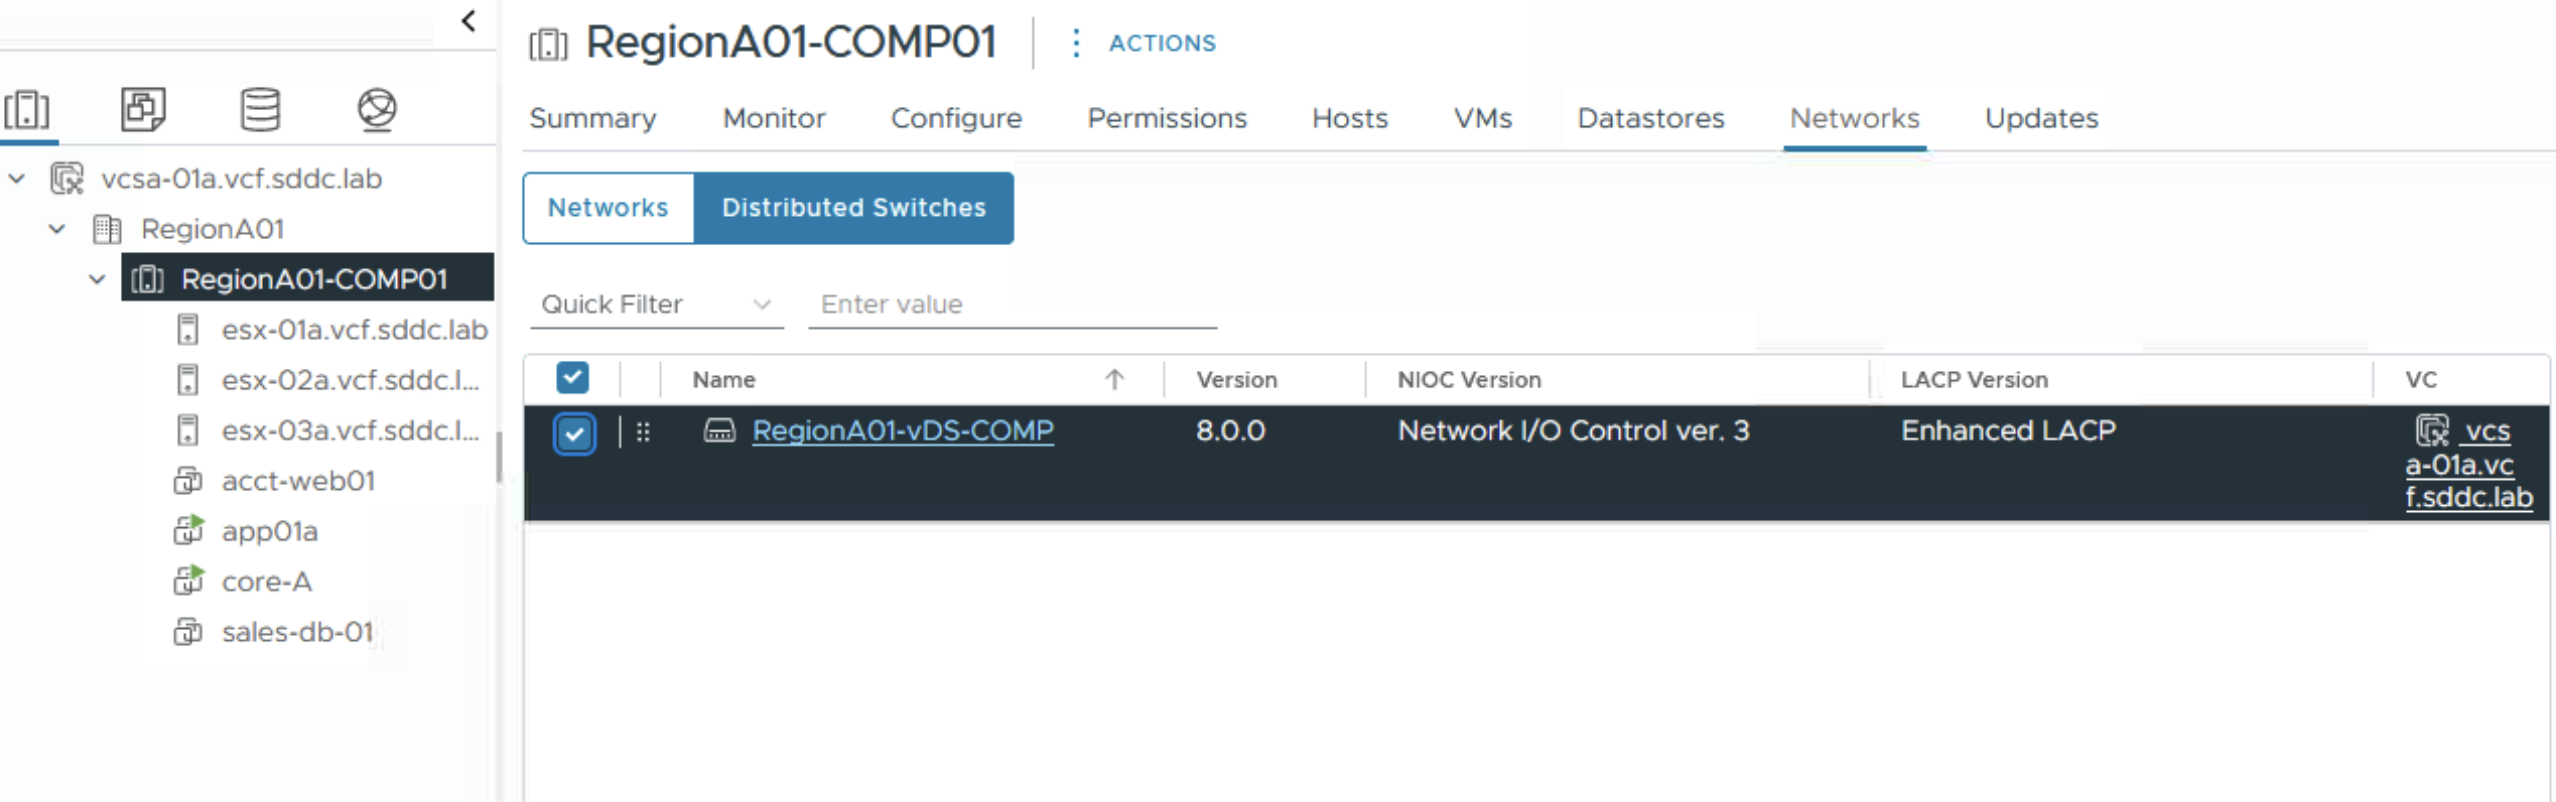 RegionA01-COMP01
ACTIONS
Summary Monitor Configure Permissions Hosts VMs Datastores Networks Updates
vcsa-01a.vcf.sddc.lab
RegionA01
RegionA01-COMP01
esx-01a.vcf.sddc.lab
esx-02a.vcf.sddc.l...
esx-03a.vcf.sddc.l...
acct-web01
app01a
core-A
sales-db-01
Networks Distributed Switches
Quick Filter Enter value
Name Version NIOC Version LACP Version VC
RegionA01-vDS-COMP 8.0.0 Network I/O Control ver. 3 Enhanced LACP vcs
a-01a.vc
f.sddc.lab